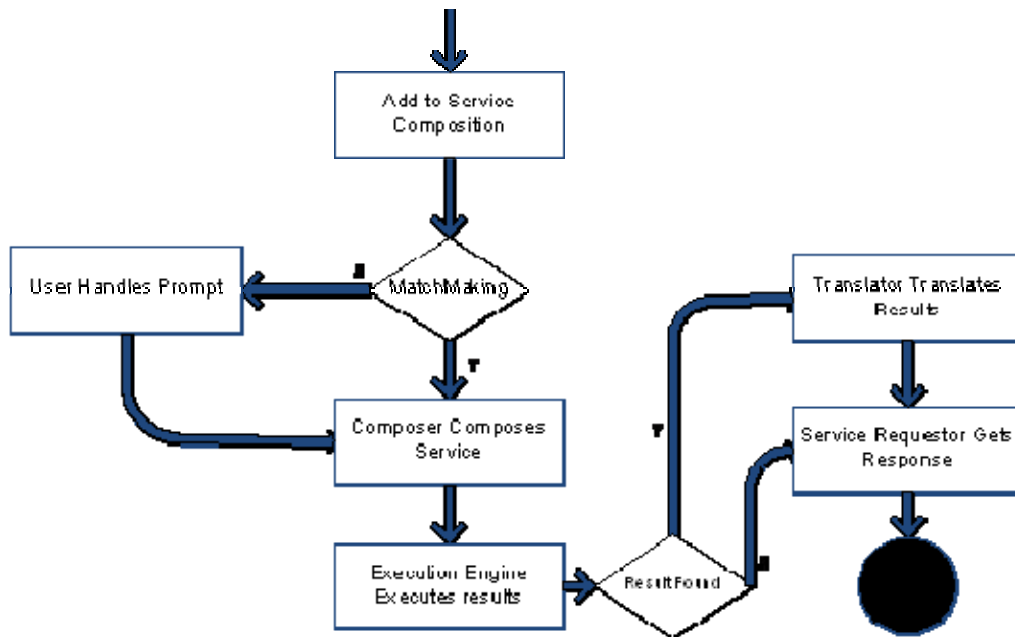 Add to Service
Composition
User Handles Prompt
MatchMaking
Translator Translates
Results
Composer Composes
Service
Service Requestor Gets
Response
Execution Engine
Executes results
ResultFound